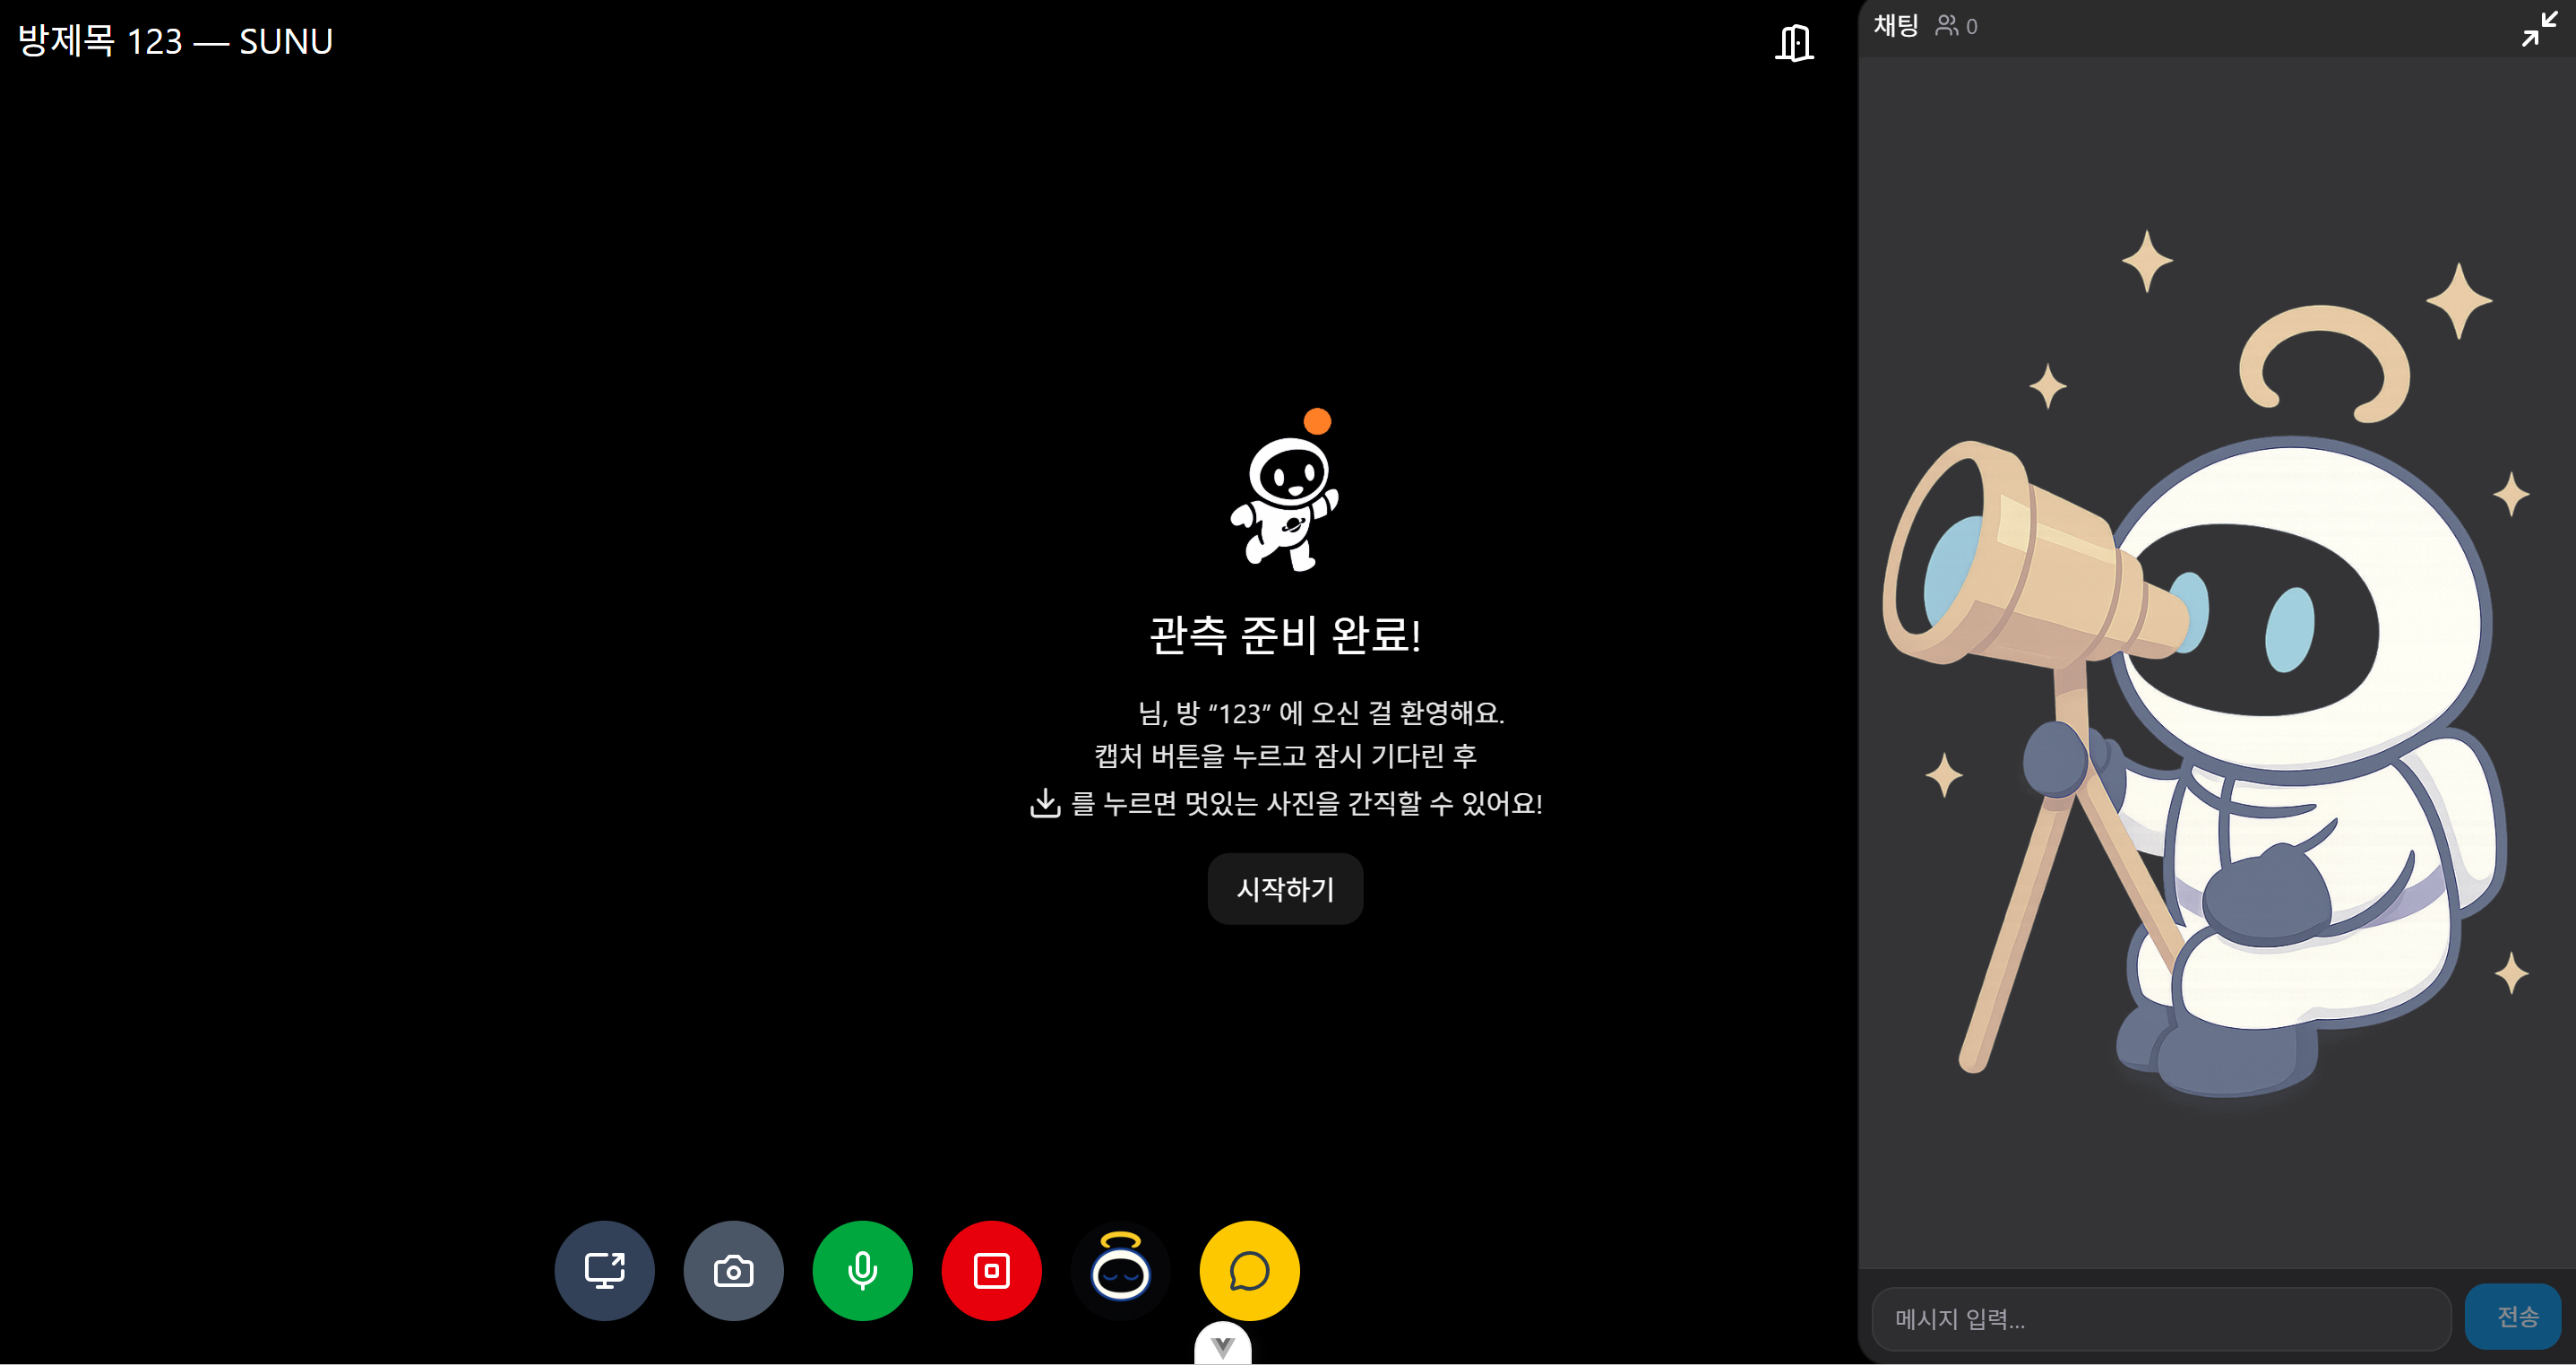 방제목 123 — SUNU
채팅 0
관측 준비 완료!
님, 방 “123” 에 오신 걸 환영해요.
캡처 버튼을 누르고 잠시 기다린 후
를 누르면 멋있는 사진을 간직할 수 있어요!
시작하기
메시지 입력...
전송